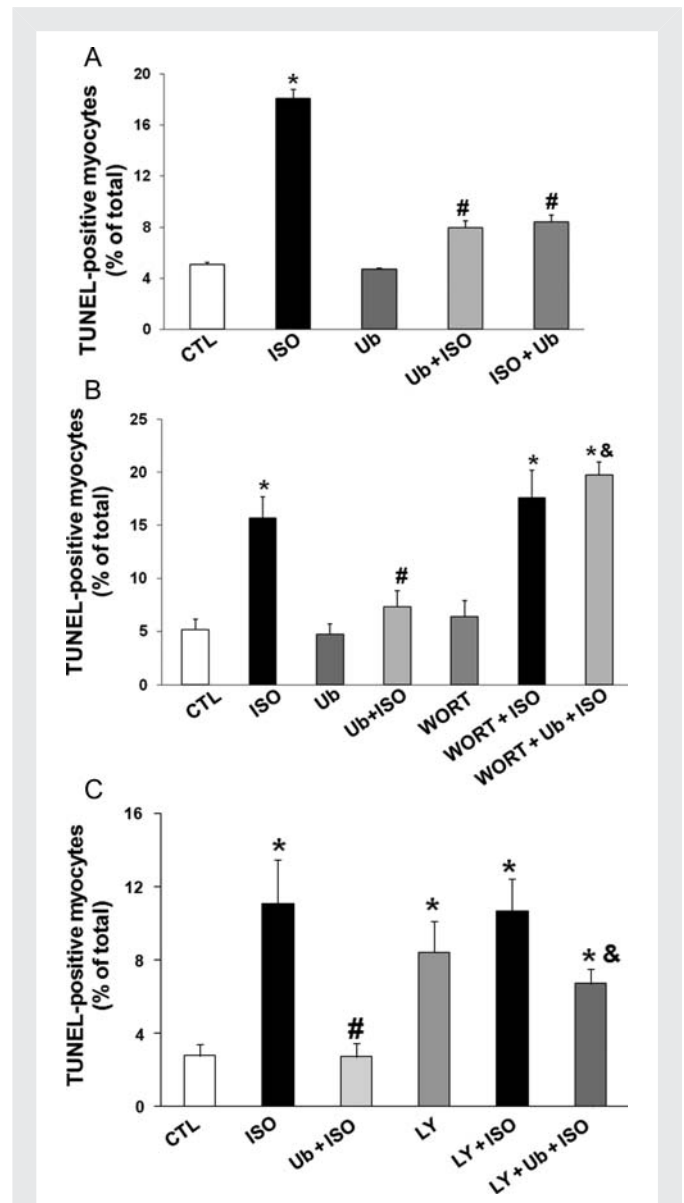 A
TUNEL-positive myocytes
(% of total)
20
16
12
8
4
0
*
#
#
CTL
ISO
Ub
Ub + ISO
ISO + Ub
B
TUNEL-positive myocytes
(% of total)
25
20
15
10
5
0
*
#
*
* &
CTL
ISO
Ub
Ub+ISO
WORT
WORT + ISO
WORT + Ub + ISO
C
TUNEL-positive myocytes
(% of total)
16
12
8
4
0
*
#
*
*
* &
CTL
ISO
Ub + ISO
LY
LY + ISO
LY + Ub + ISO